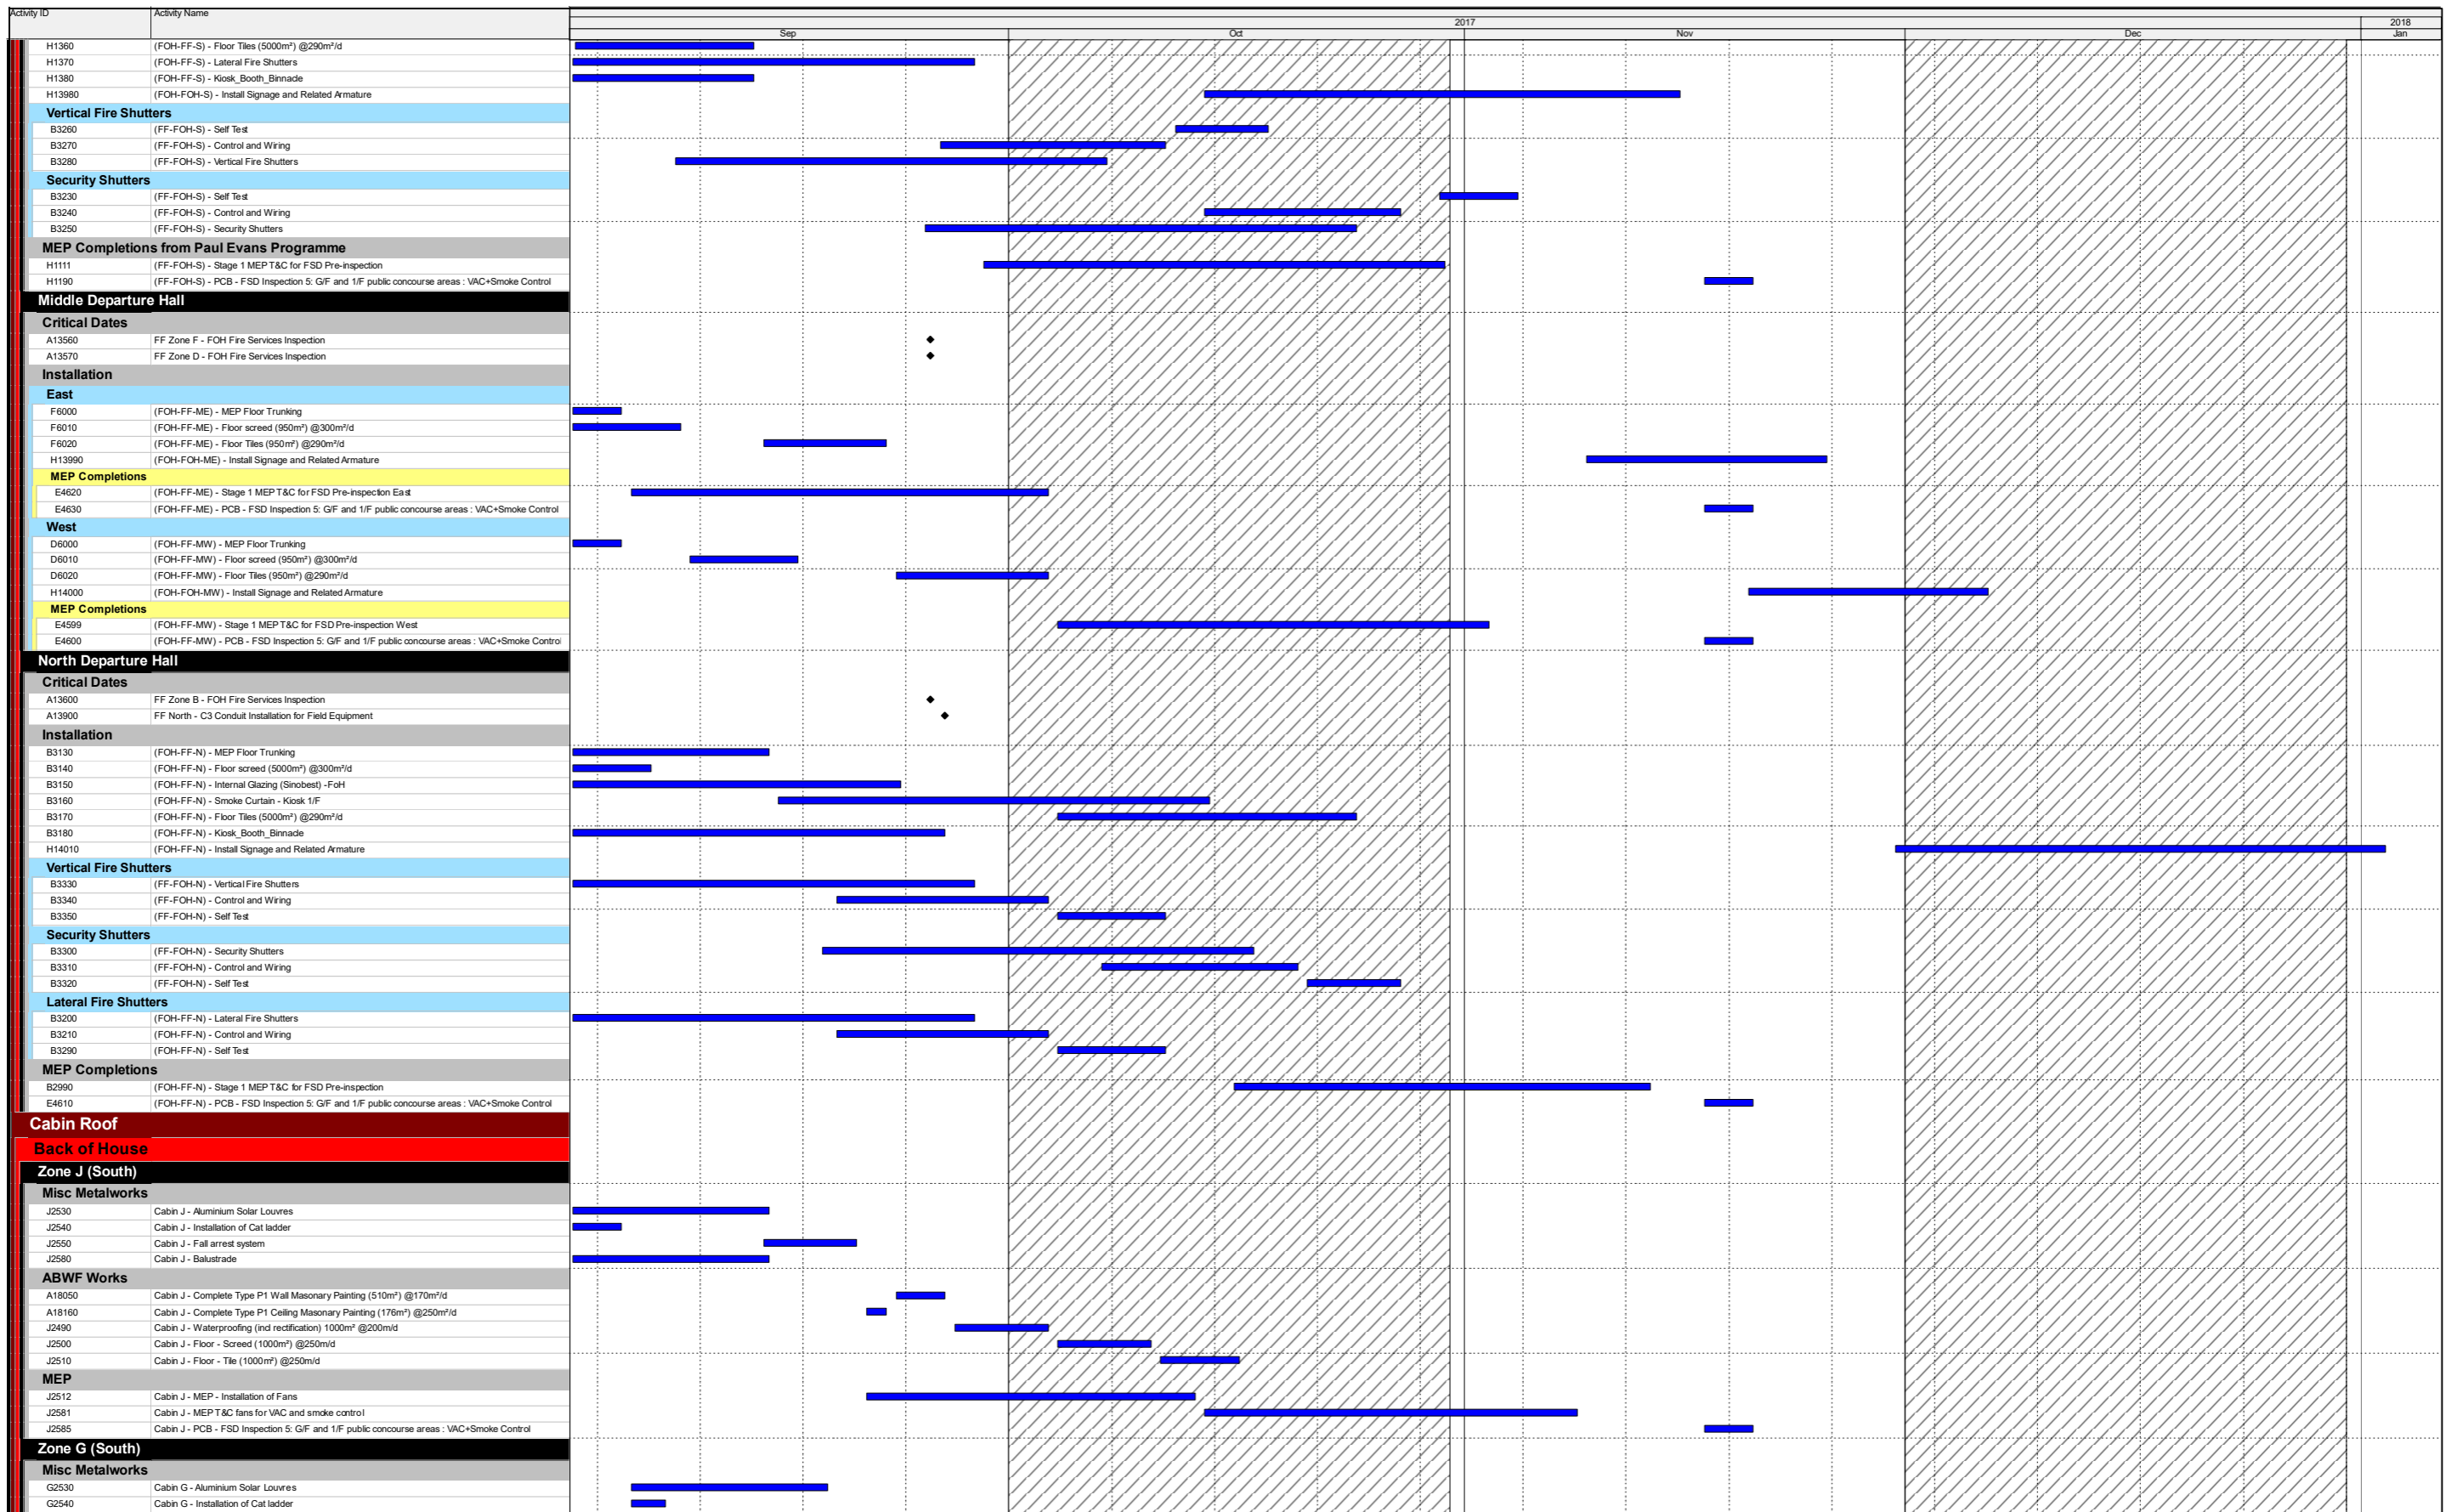 Activity ID Activity Name
2017 2018
Sep Oct Nov Dec Jan
H1360 (FOH-FF-S) - Floor Tiles (5000m²) @290m²/d
H1370 (FOH-FF-S) - Lateral Fire Shutters
H1380 (FOH-FF-S) - Kiosk_Booth_Binnade
H13980 (FOH-FOH-S) - Install Signage and Related Armature
Vertical Fire Shutters
B3260 (FF-FOH-S) - Self Test
B3270 (FF-FOH-S) - Control and Wiring
B3280 (FF-FOH-S) - Vertical Fire Shutters
Security Shutters
B3230 (FF-FOH-S) - Self Test
B3240 (FF-FOH-S) - Control and Wiring
B3250 (FF-FOH-S) - Security Shutters
MEP Completions from Paul Evans Programme
H1111 (FF-FOH-S) - Stage 1 MEP T&C for FSD Pre-inspection
H1190 (FF-FOH-S) - PCB - FSD Inspection 5: G/F and 1/F public concourse areas : VAC+Smoke Control
Middle Departure Hall
Critical Dates
A13560 FF Zone F - FOH Fire Services Inspection
A13570 FF Zone D - FOH Fire Services Inspection
Installation
East
F6000 (FOH-FF-ME) - MEP Floor Trunking
F6010 (FOH-FF-ME) - Floor screed (950m²) @300m²/d
F6020 (FOH-FF-ME) - Floor Tiles (950m²) @290m²/d
H13990 (FOH-FOH-ME) - Install Signage and Related Armature
MEP Completions
E4620 (FOH-FF-ME) - Stage 1 MEP T&C for FSD Pre-inspection East
E4630 (FOH-FF-ME) - PCB - FSD Inspection 5: G/F and 1/F public concourse areas : VAC+Smoke Control
West
D6000 (FOH-FF-MW) - MEP Floor Trunking
D6010 (FOH-FF-MW) - Floor screed (950m²) @300m²/d
D6020 (FOH-FF-MW) - Floor Tiles (950m²) @290m²/d
H14000 (FOH-FOH-MW) - Install Signage and Related Armature
MEP Completions
E4599 (FOH-FF-MW) - Stage 1 MEP T&C for FSD Pre-inspection West
E4600 (FOH-FF-MW) - PCB - FSD Inspection 5: G/F and 1/F public concourse areas : VAC+Smoke Control
North Departure Hall
Critical Dates
A13600 FF Zone B - FOH Fire Services Inspection
A13900 FF North - C3 Conduit Installation for Field Equipment
Installation
B3130 (FOH-FF-N) - MEP Floor Trunking
B3140 (FOH-FF-N) - Floor screed (5000m²) @300m²/d
B3150 (FOH-FF-N) - Internal Glazing (Sinobest) -FoH
B3160 (FOH-FF-N) - Smoke Curtain - Kiosk 1/F
B3170 (FOH-FF-N) - Floor Tiles (5000m²) @290m²/d
B3180 (FOH-FF-N) - Kiosk_Booth_Binnade
H14010 (FOH-FF-N) - Install Signage and Related Armature
Vertical Fire Shutters
B3330 (FF-FOH-N) - Vertical Fire Shutters
B3340 (FF-FOH-N) - Control and Wiring
B3350 (FF-FOH-N) - Self Test
Security Shutters
B3300 (FF-FOH-N) - Security Shutters
B3310 (FF-FOH-N) - Control and Wiring
B3320 (FF-FOH-N) - Self Test
Lateral Fire Shutters
B3200 (FOH-FF-N) - Lateral Fire Shutters
B3210 (FOH-FF-N) - Control and Wiring
B3290 (FOH-FF-N) - Self Test
MEP Completions
B2990 (FOH-FF-N) - Stage 1 MEP T&C for FSD Pre-inspection
E4610 (FOH-FF-N) - PCB - FSD Inspection 5: G/F and 1/F public concourse areas : VAC+Smoke Control
Cabin Roof
Back of House
Zone J (South)
Misc Metalworks
J2530 Cabin J - Aluminium Solar Louvres
J2540 Cabin J - Installation of Cat ladder
J2550 Cabin J - Fall arrest system
J2580 Cabin J - Balustrade
ABWF Works
A18050 Cabin J - Complete Type P1 Wall Masonary Painting (510m²) @170m²/d
A18160 Cabin J - Complete Type P1 Ceiling Masonary Painting (176m²) @250m²/d
J2490 Cabin J - Waterproofing (incl rectification) 1000m² @200m/d
J2500 Cabin J - Floor - Screed (1000m²) @250m/d
J2510 Cabin J - Floor - Tile (1000m²) @250m/d
MEP
J2512 Cabin J - MEP - Installation of Fans
J2581 Cabin J - MEP T&C fans for VAC and smoke control
J2585 Cabin J - PCB - FSD Inspection 5: G/F and 1/F public concourse areas : VAC+Smoke Control
Zone G (South)
Misc Metalworks
G2530 Cabin G - Aluminium Solar Louvres
G2540 Cabin G - Installation of Cat ladder